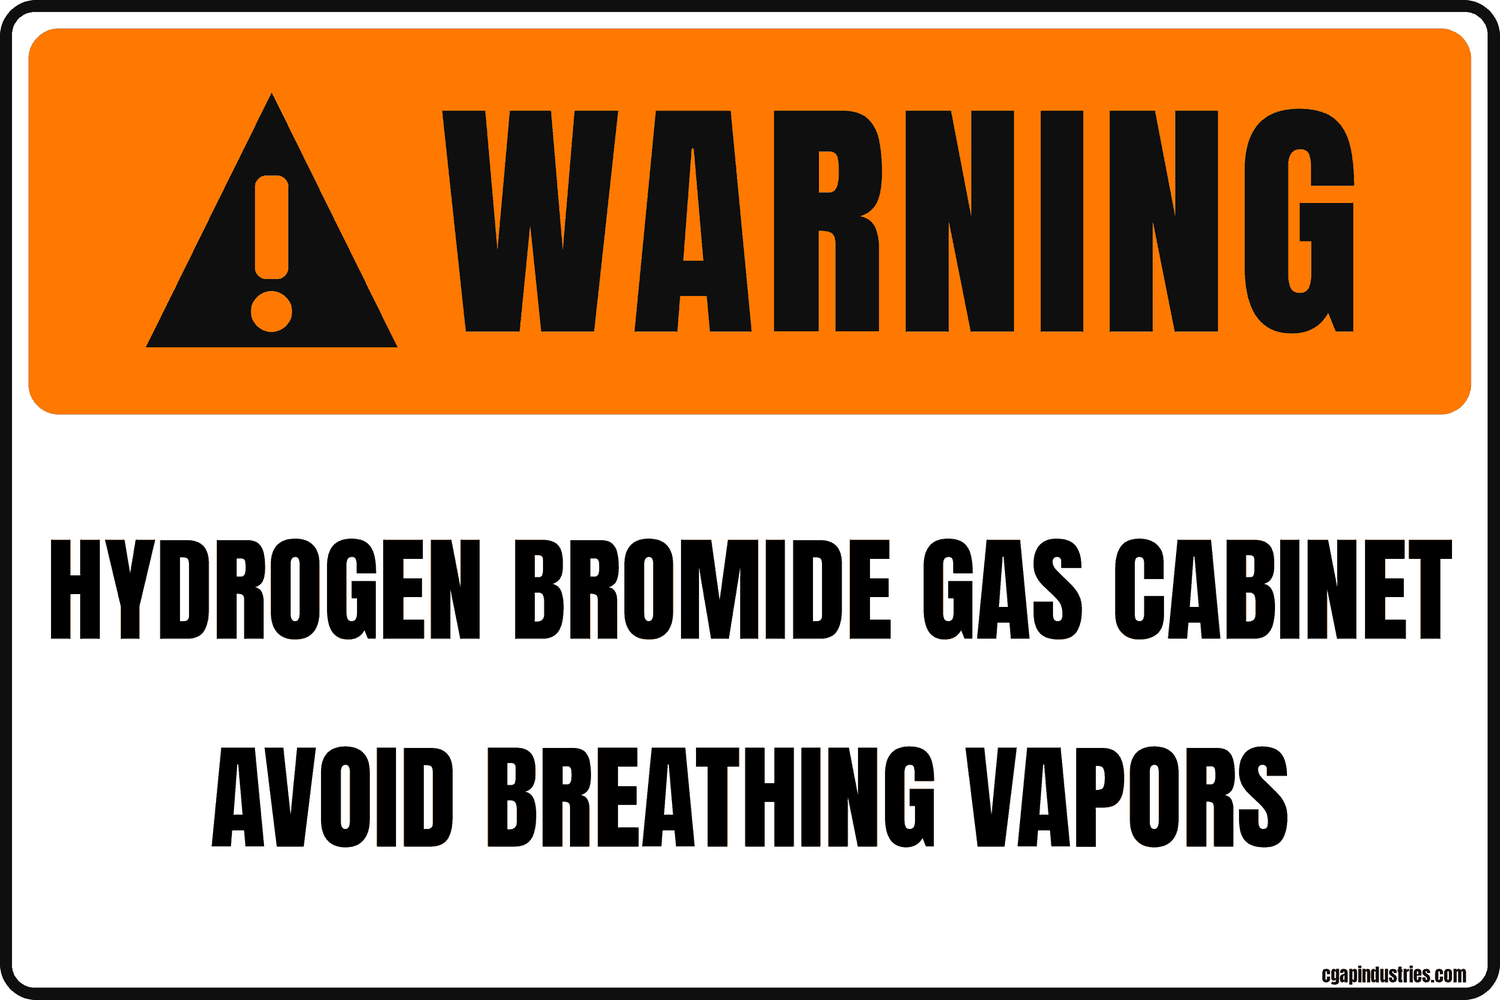 WARNING
HYDROGEN BROMIDE GAS CABINET
AVOID BREATHING VAPORS
cgapindustries.com